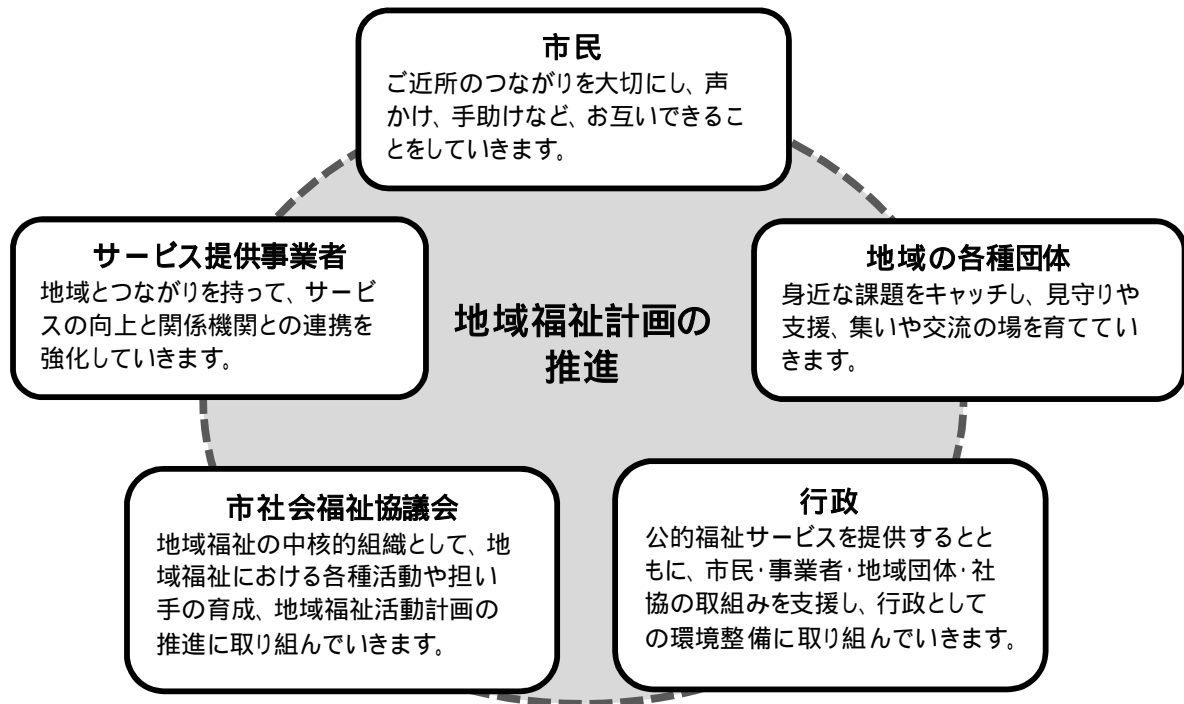 市民
ご近所のつながりを大切にし、声
かけ、手助けなど、お互いできるこ
とをしていきます。
サービス提供事業者
地域とつながりを持って、サービ
スの向上と関係機関との連携を
強化していきます。
地域の各種団体
身近な課題をキャッチし、見守りや
支援、集いや交流の場を育ててい
きます。
地域福祉計画の
推進
市社会福祉協議会
地域福祉の中核的組織として、地
域福祉における各種活動や担い
手の育成、地域福祉活動計画の
推進に取り組んでいきます。
行政
公的福祉サービスを提供するとと
もに、市民・事業者・地域団体・社
協の取組みを支援し、行政として
の環境整備に取り組んでいきます。